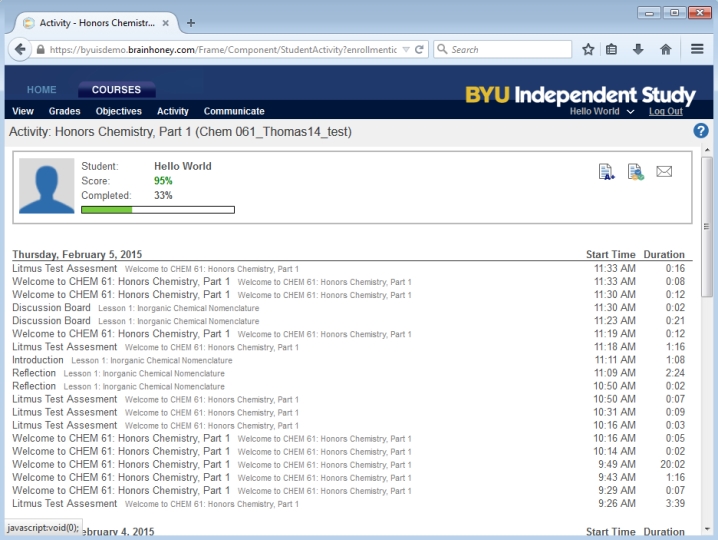 Activity - Honors Chemistr...
https://byuisdemo.brainhoney.com/Frame/Component/StudentActivity?enrollmentic
Search
HOME COURSES
BYU Independent Study
View Grades Objectives Activity Communicate
Hello World Log Out
Activity: Honors Chemistry, Part 1 (Chem 061_Thomas14_test)
?
Student: Hello World
Score: 95%
Completed: 33%
Thursday, February 5, 2015 Start Time Duration
Litmus Test Assesment Welcome to CHEM 61: Honors Chemistry, Part 1 11:33 AM 0:16
Welcome to CHEM 61: Honors Chemistry, Part 1 Welcome to CHEM 61: Honors Chemistry, Part 1 11:33 AM 0:08
Welcome to CHEM 61: Honors Chemistry, Part 1 Welcome to CHEM 61: Honors Chemistry, Part 1 11:30 AM 0:12
Discussion Board Lesson 1: Inorganic Chemical Nomenclature 11:30 AM 0:02
Discussion Board Lesson 1: Inorganic Chemical Nomenclature 11:23 AM 0:21
Welcome to CHEM 61: Honors Chemistry, Part 1 Welcome to CHEM 61: Honors Chemistry, Part 1 11:19 AM 0:12
Litmus Test Assesment Welcome to CHEM 61: Honors Chemistry, Part 1 11:18 AM 1:16
Introduction Lesson 1: Inorganic Chemical Nomenclature 11:11 AM 1:08
Reflection Lesson 1: Inorganic Chemical Nomenclature 11:09 AM 2:24
Reflection Lesson 1: Inorganic Chemical Nomenclature 10:50 AM 0:02
Litmus Test Assesment Welcome to CHEM 61: Honors Chemistry, Part 1 10:50 AM 0:07
Litmus Test Assesment Welcome to CHEM 61: Honors Chemistry, Part 1 10:31 AM 0:09
Litmus Test Assesment Welcome to CHEM 61: Honors Chemistry, Part 1 10:16 AM 0:03
Welcome to CHEM 61: Honors Chemistry, Part 1 Welcome to CHEM 61: Honors Chemistry, Part 1 10:16 AM 0:05
Welcome to CHEM 61: Honors Chemistry, Part 1 Welcome to CHEM 61: Honors Chemistry, Part 1 10:14 AM 0:02
Welcome to CHEM 61: Honors Chemistry, Part 1 Welcome to CHEM 61: Honors Chemistry, Part 1 9:49 AM 20:02
Welcome to CHEM 61: Honors Chemistry, Part 1 Welcome to CHEM 61: Honors Chemistry, Part 1 9:43 AM 1:16
Welcome to CHEM 61: Honors Chemistry, Part 1 Welcome to CHEM 61: Honors Chemistry, Part 1 9:29 AM 0:07
Litmus Test Assesment Welcome to CHEM 61: Honors Chemistry, Part 1 9:26 AM 3:39
javascript:void(0); ebruary 4, 2015 Start Time Duration